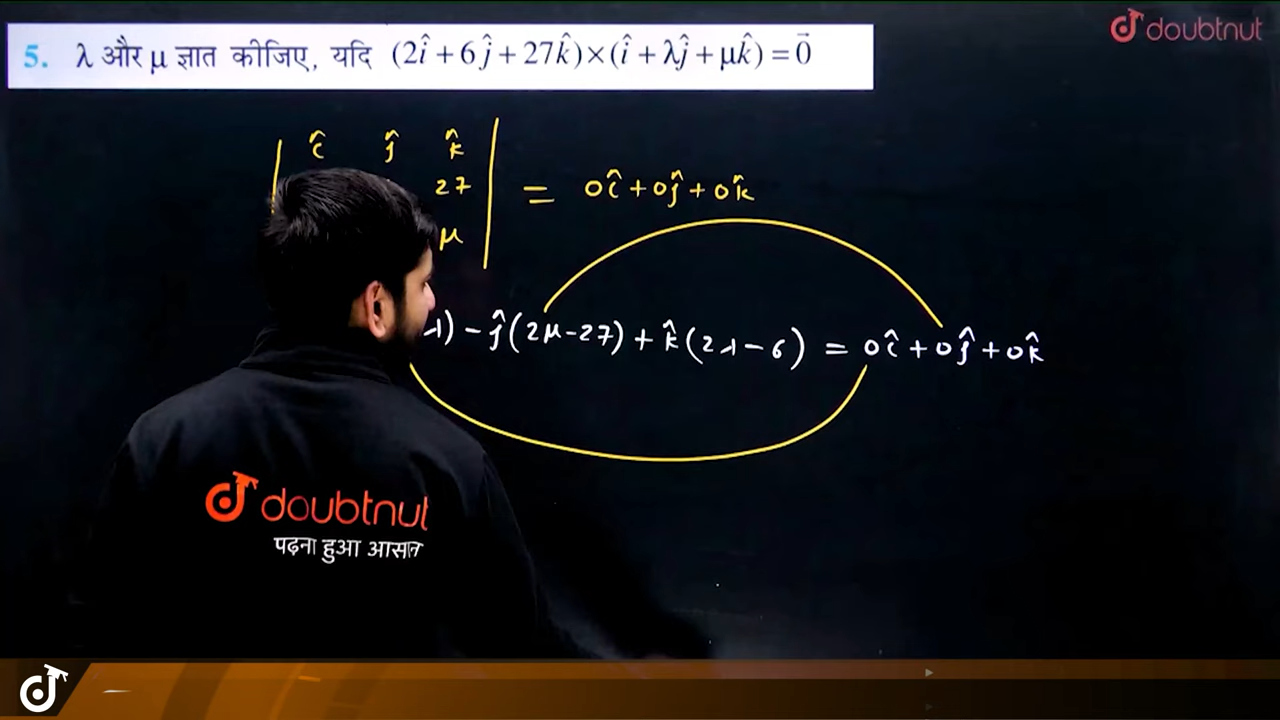 doubtnut
5. λ और μ ज्ञात कीजिए, यदि (2î + 6ĵ + 27k̂) × (î + λĵ + μk̂) = 0⃗
î ĵ k̂
27 = 0î + 0ĵ + 0k̂
μ
λ) - ĵ(2μ - 27) + k̂(2λ - 6) = 0î + 0ĵ + 0k̂
doubtnut
पढ़ना हुआ आसान